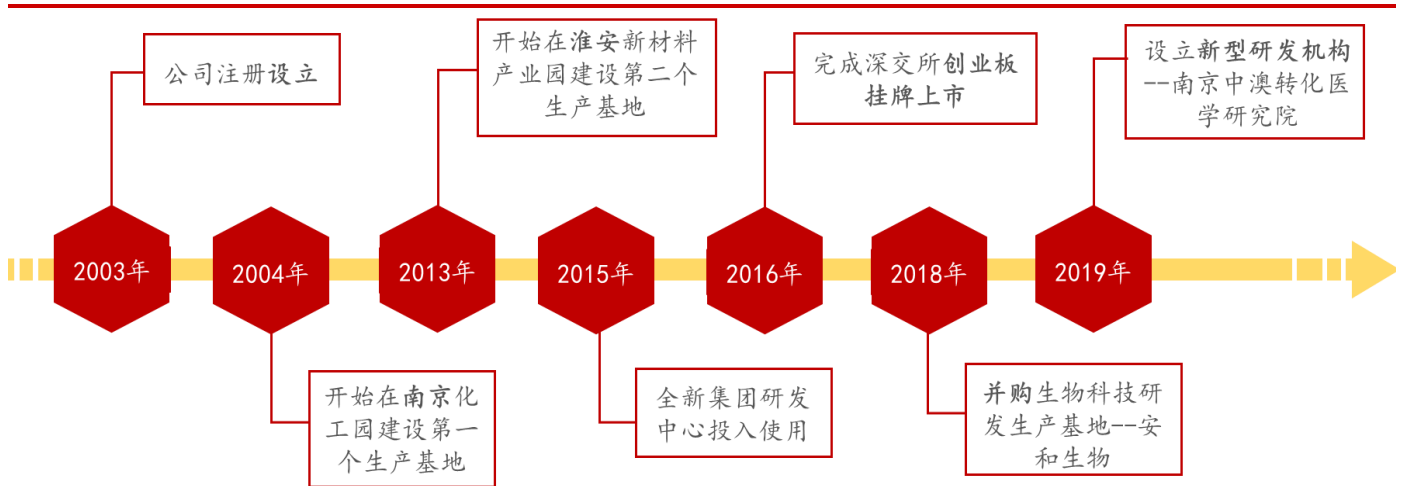 公司注册设立
开始在淮安新材料
产业园建设第二个
生产基地
完成深交所创业板
挂牌上市
设立新型研发机构
--南京中澳转化医
学研究院
2003年
2004年
2013年
2015年
2016年
2018年
2019年
开始在南京化
工园建设第一
个生产基地
全新集团研发
中心投入使用
并购生物科技研
发生产基地--安
和生物